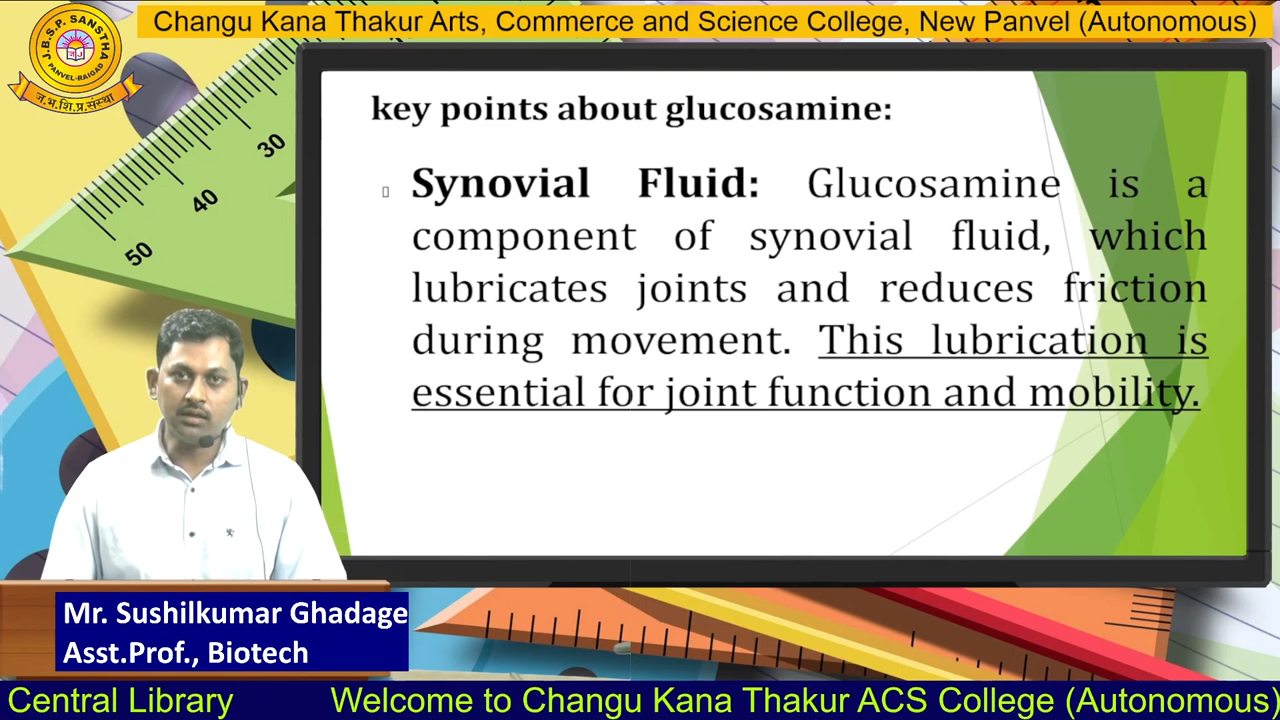 Changu Kana Thakur Arts, Commerce and Science College, New Panvel (Autonomous)
J.B.S.P. SANSTHA
PANVEL-RAIGAD
ज.भ.शि.प्र.संस्था
30
40
50
key points about glucosamine:
Synovial Fluid: Glucosamine is a
component of synovial fluid, which
lubricates joints and reduces friction
during movement. This lubrication is
essential for joint function and mobility.
Mr. Sushilkumar Ghadage
Asst.Prof., Biotech
Central Library
Welcome to Changu Kana Thakur ACS College (Autonomous)